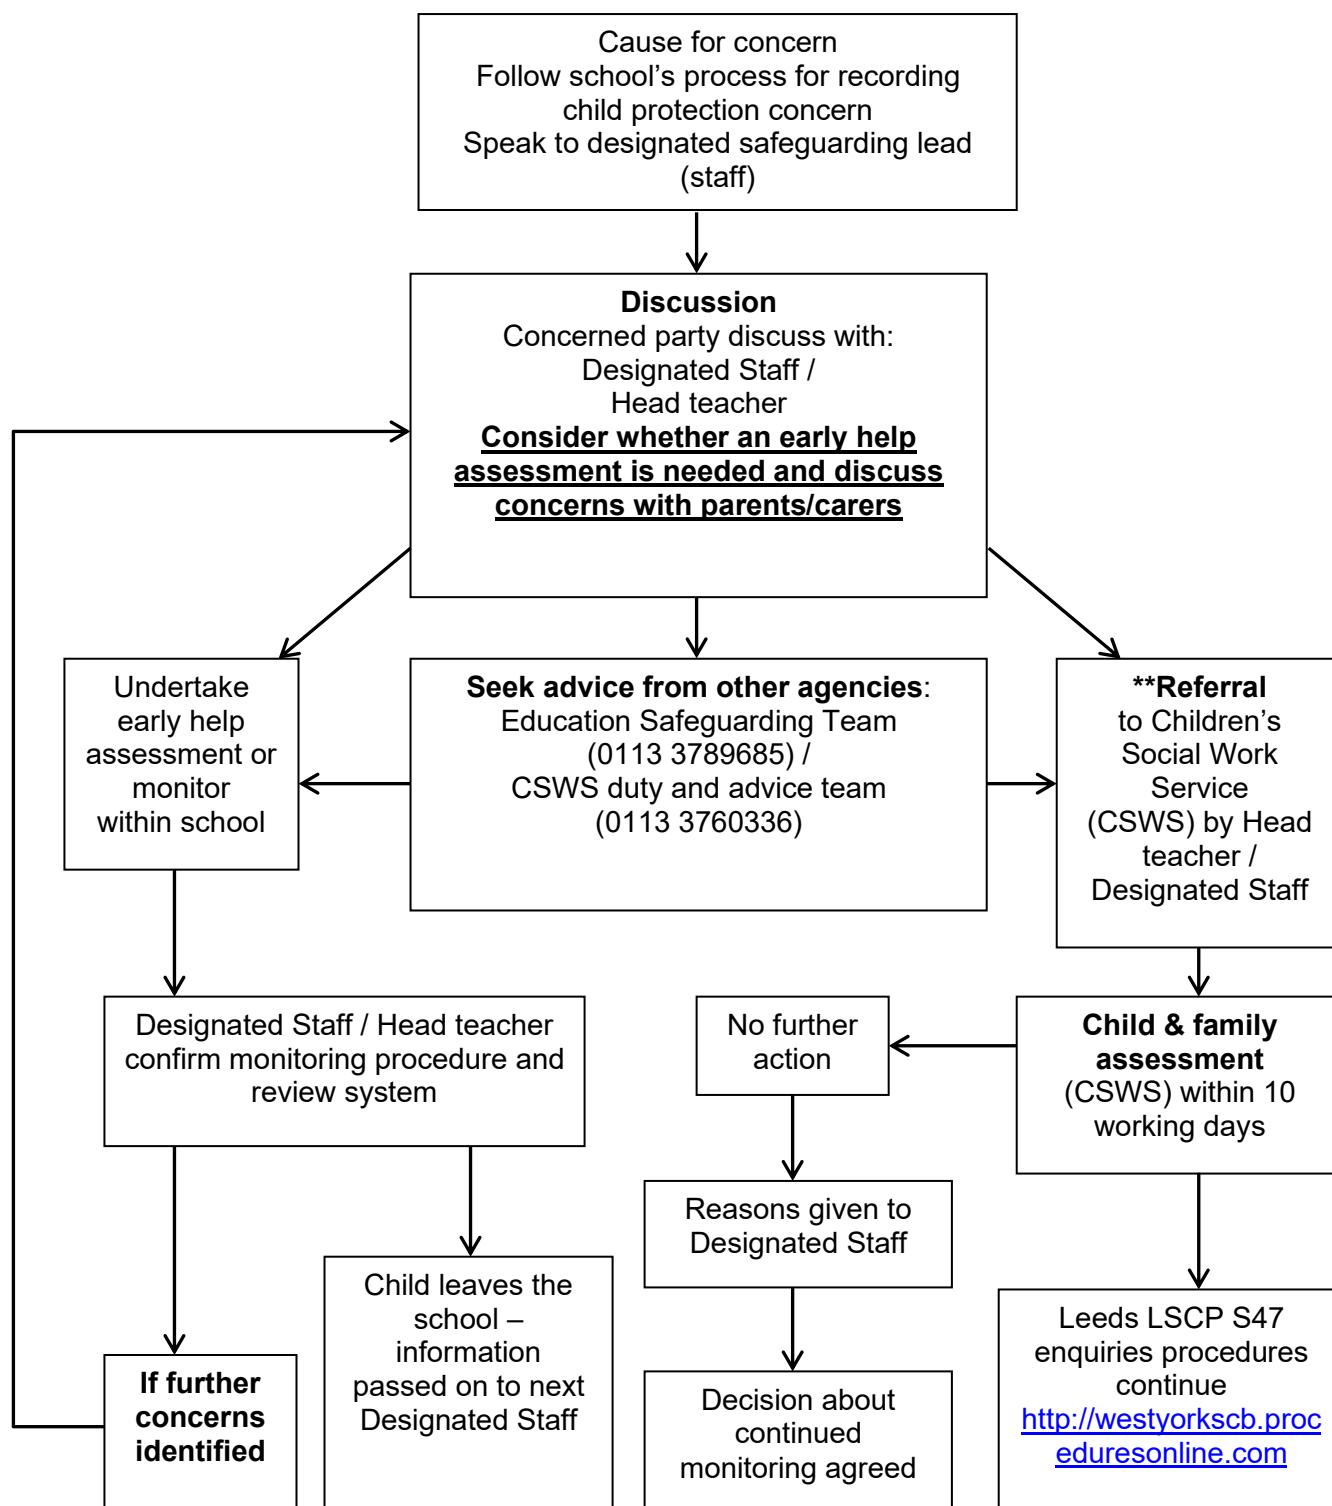 Cause for concern
Follow school’s process for recording
child protection concern
Speak to designated safeguarding lead
(staff)
Discussion
Concerned party discuss with:
Designated Staff /
Head teacher
Consider whether an early help
assessment is needed and discuss
concerns with parents/carers
Undertake
early help
assessment or
monitor
within school
Seek advice from other agencies:
Education Safeguarding Team
(0113 3789685) /
CSWS duty and advice team
(0113 3760336)
**Referral
to Children’s
Social Work
Service
(CSWS) by Head
teacher /
Designated Staff
Designated Staff / Head teacher
confirm monitoring procedure and
review system
No further
action
Child & family
assessment
(CSWS) within 10
working days
Reasons given to
Designated Staff
If further
concerns
identified
Child leaves the
school –
information
passed on to next
Designated Staff
Decision about
continued
monitoring agreed
Leeds LSCP S47
enquiries procedures
continue
http://westyorkscb.proc
eduresonline.com